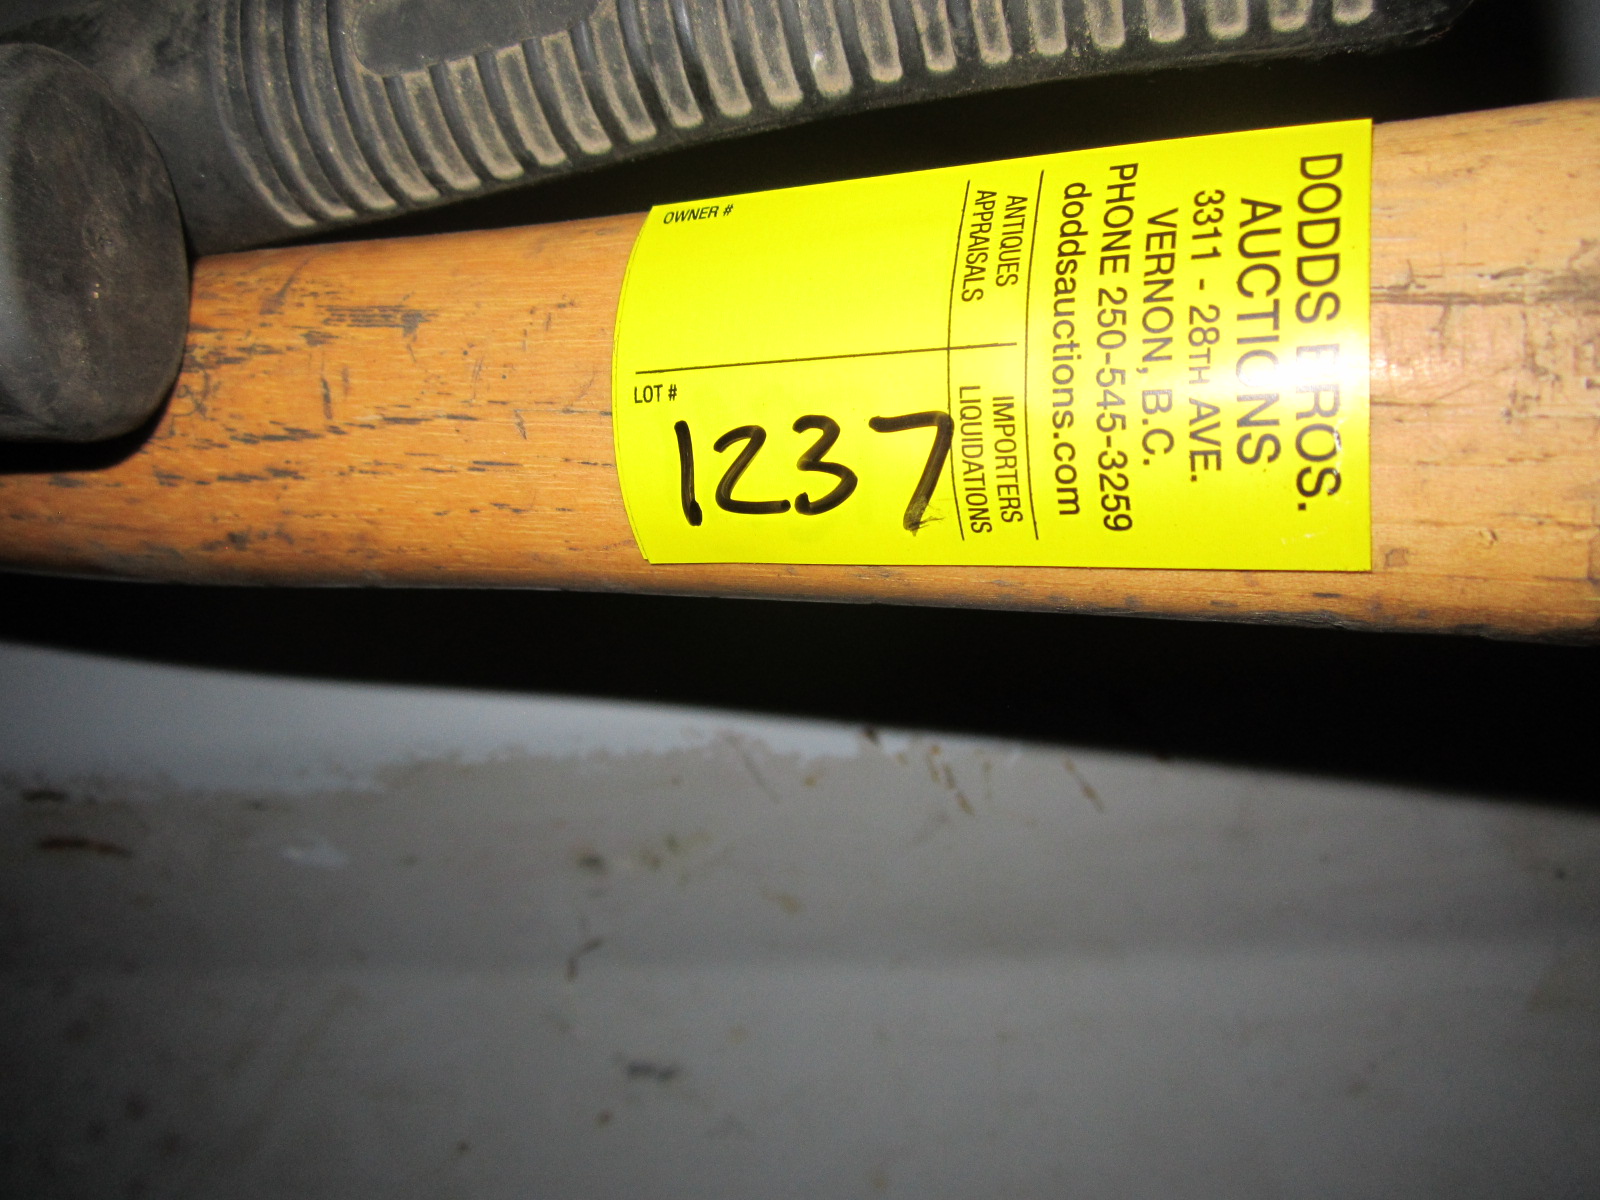 DODDS BROS.
AUCTIONS
3311 - 28TH AVE.
VERNON, B.C.
PHONE 250-545-3259
doddsauctions.com
ANTIQUES
APPRAISALS
IMPORTERS
LIQUIDATIONS
OWNER #
LOT #
1237